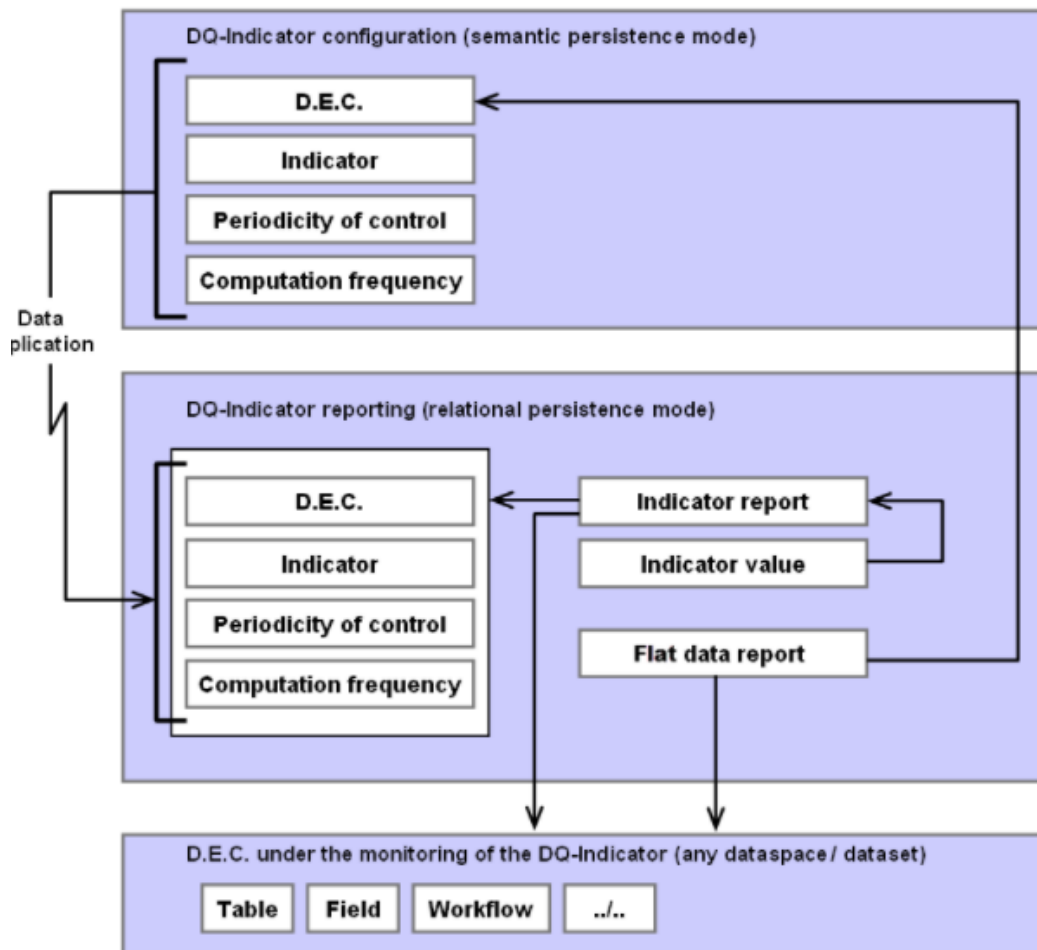 DQ-Indicator configuration (semantic persistence mode)
D.E.C.
Indicator
Periodicity of control
Computation frequency
Data
plication
DQ-Indicator reporting (relational persistence mode)
D.E.C.
Indicator
Periodicity of control
Computation frequency
Indicator report
Indicator value
Flat data report
D.E.C. under the monitoring of the DQ-Indicator (any dataspace / dataset)
Table Field Workflow ../..